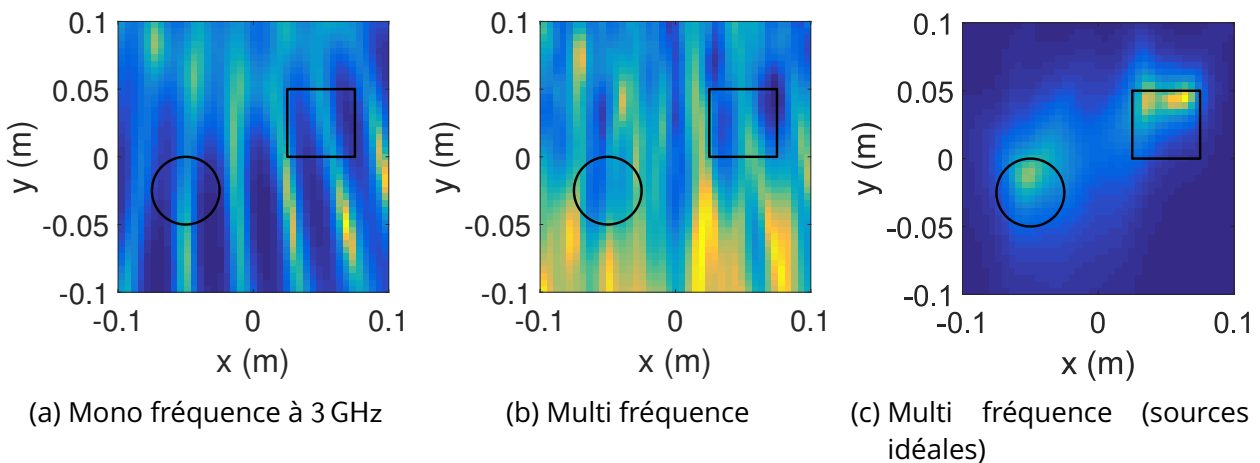 0.1
0.05
0
-0.05
-0.1
y (m)
-0.1 0 0.1
x (m)
(a) Mono fréquence à 3 GHz
0.1
0.05
0
-0.05
-0.1
y (m)
-0.1 0 0.1
x (m)
(b) Multi fréquence
0.1
0.05
0
-0.05
-0.1
y (m)
-0.1 0 0.1
x (m)
(c) Multi fréquence (sources
idéales)